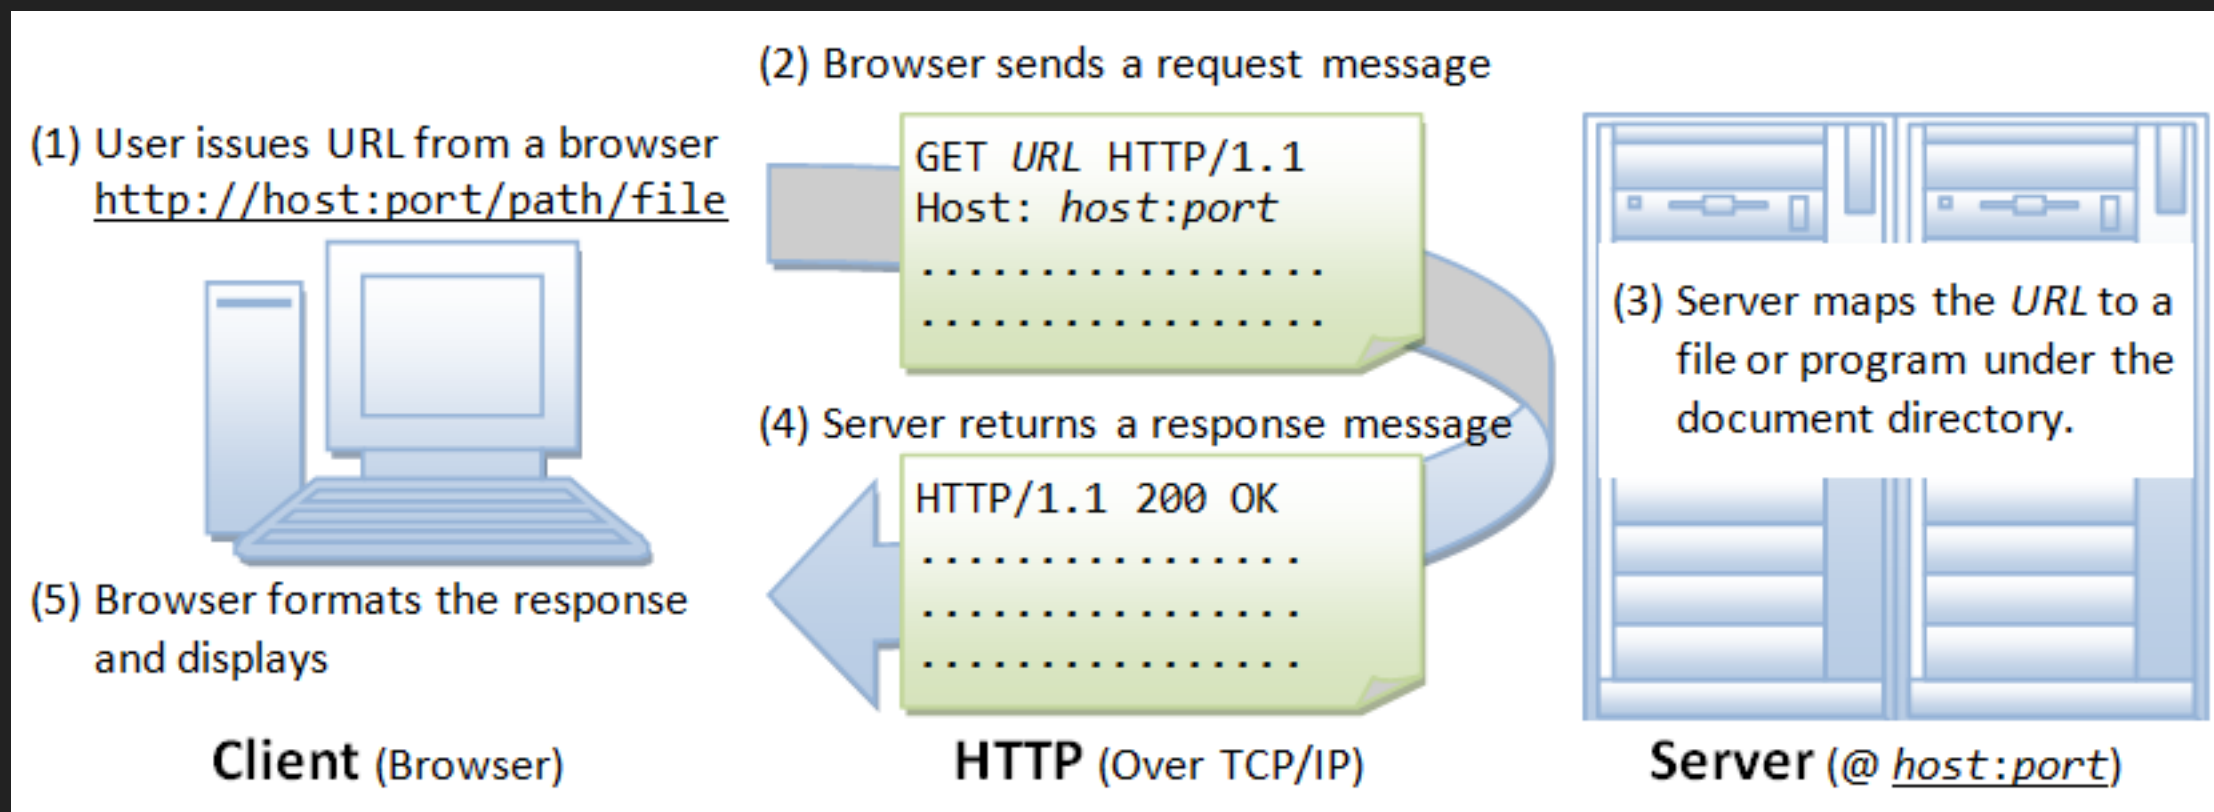 (1) User issues URL from a browser
http://host:port/path/file
(2) Browser sends a request message
GET URL HTTP/1.1
Host: host:port
..................
..................
(3) Server maps the URL to a
file or program under the
document directory.
(4) Server returns a response message
HTTP/1.1 200 OK
................
................
................
(5) Browser formats the response
and displays
Client (Browser)
HTTP (Over TCP/IP)
Server (@ host:port)